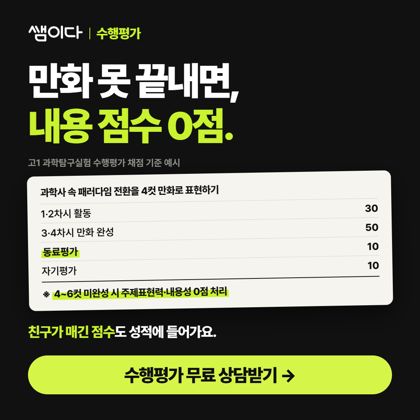 쌤이다 | 수행평가
만화 못 끝내면,
내용 점수 0점.
고1 과학탐구실험 수행평가 채점 기준 예시
과학사 속 패러다임 전환을 4컷 만화로 표현하기
1·2차시 활동 30
3·4차시 만화 완성 50
동료평가 10
자기평가 10
※ 4~6컷 미완성 시 주제표현력·내용성 0점 처리
친구가 매긴 점수도 성적에 들어가요.
수행평가 무료 상담받기 →